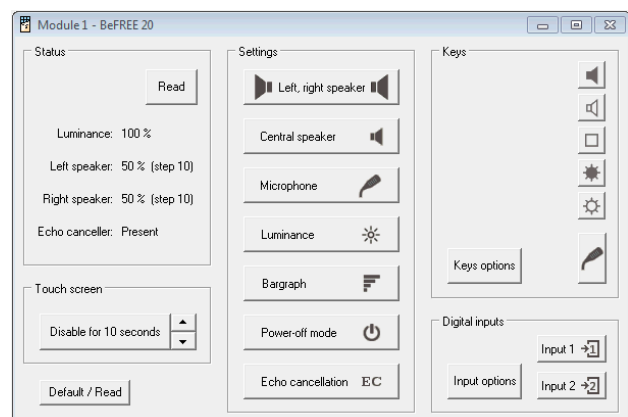 Module 1 - BeFREE 20
Status
Read
Luminance: 100 %
Left speaker: 50 % (step 10)
Right speaker: 50 % (step 10)
Echo canceller: Present
Touch screen
Disable for 10 seconds
Default / Read
Settings
Left, right speaker
Central speaker
Microphone
Luminance
Bargraph
Power-off mode
Echo cancellation EC
Keys
Keys options
Digital inputs
Input 1 1
Input options
Input 2 2